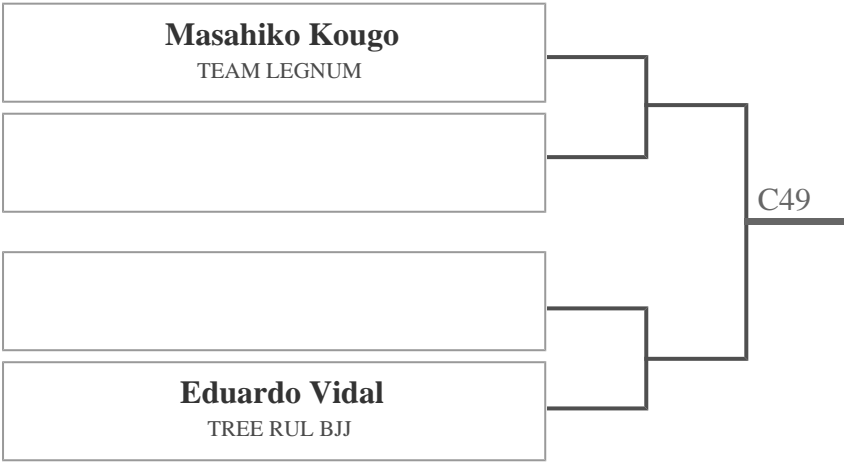 Masahiko Kougo
TEAM LEGNUM
C49
Eduardo Vidal
TREE RUL BJJ